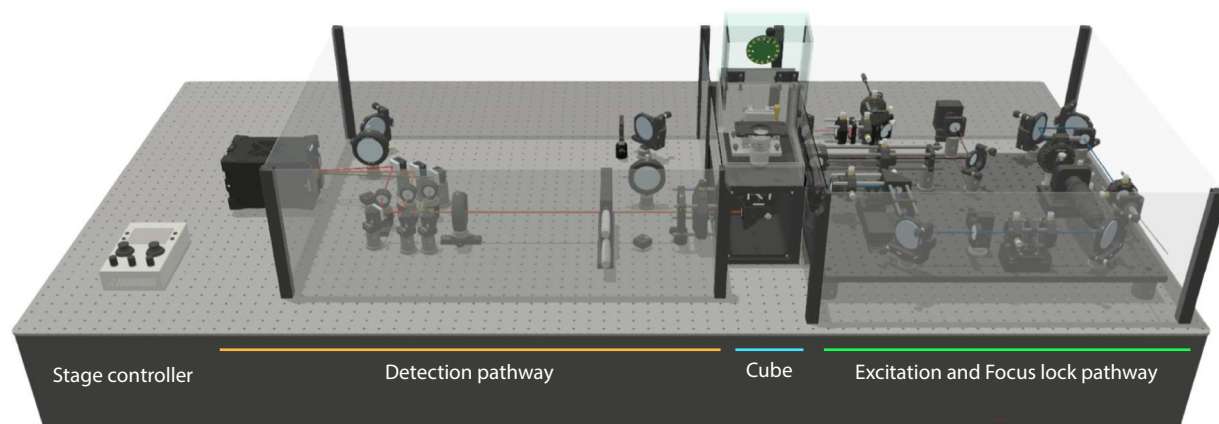 Stage controller
Detection pathway
Cube
Excitation and Focus lock pathway